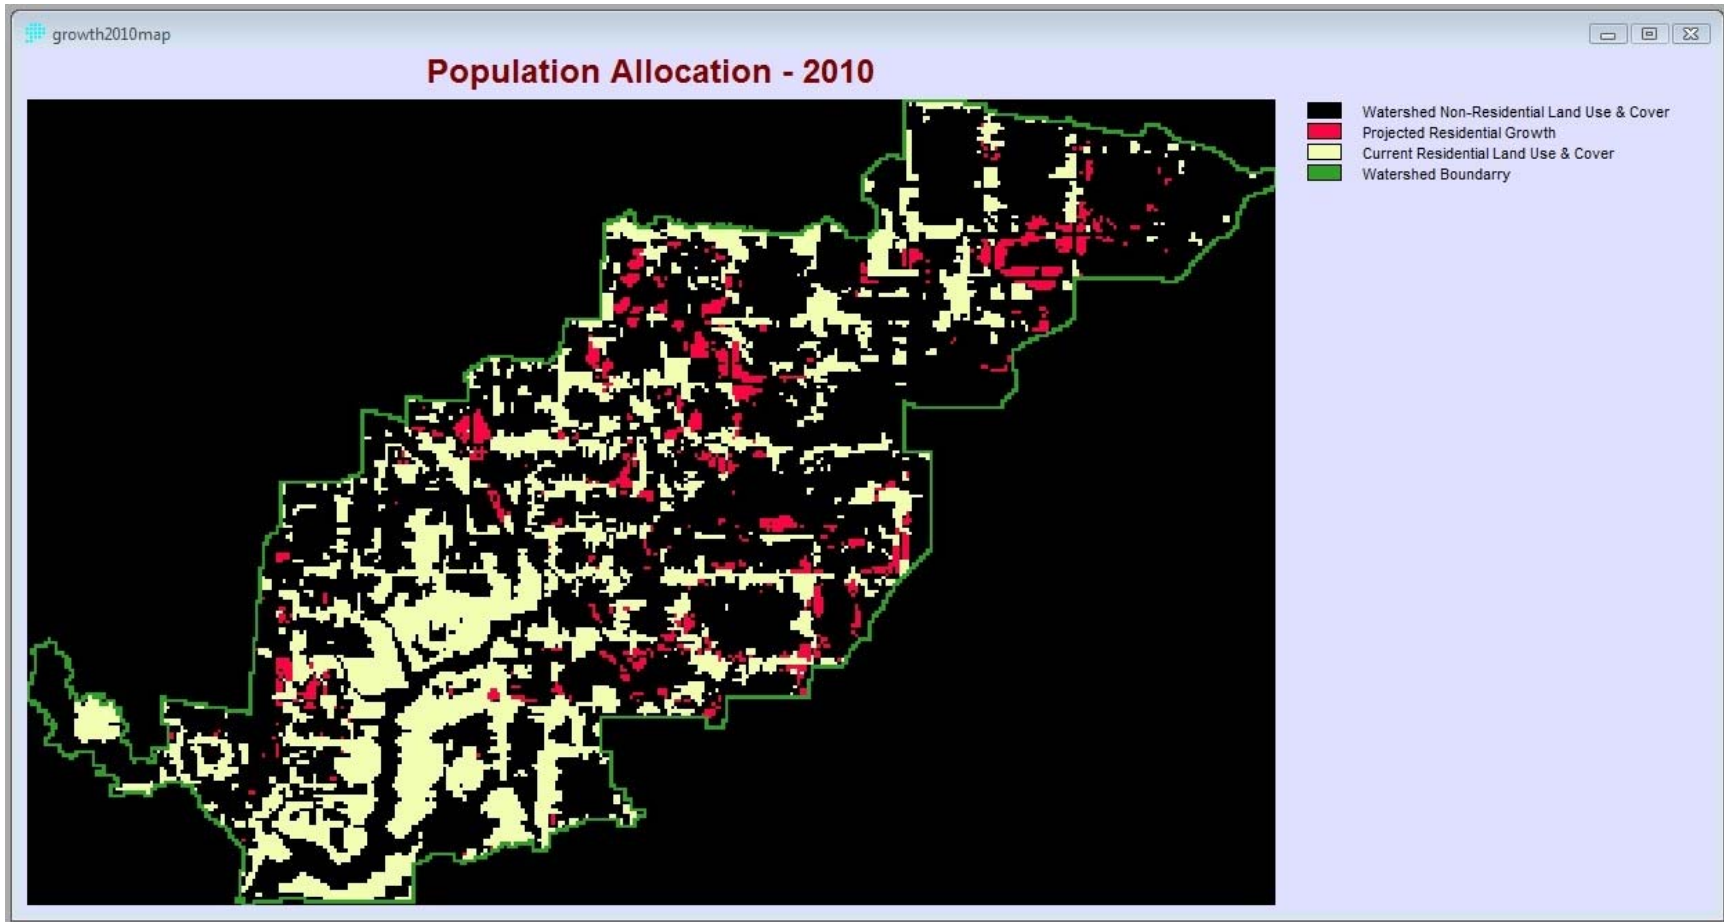 growth2010map
Population Allocation - 2010
Watershed Non-Residential Land Use & Cover
Projected Residential Growth
Current Residential Land Use & Cover
Watershed Boundarry